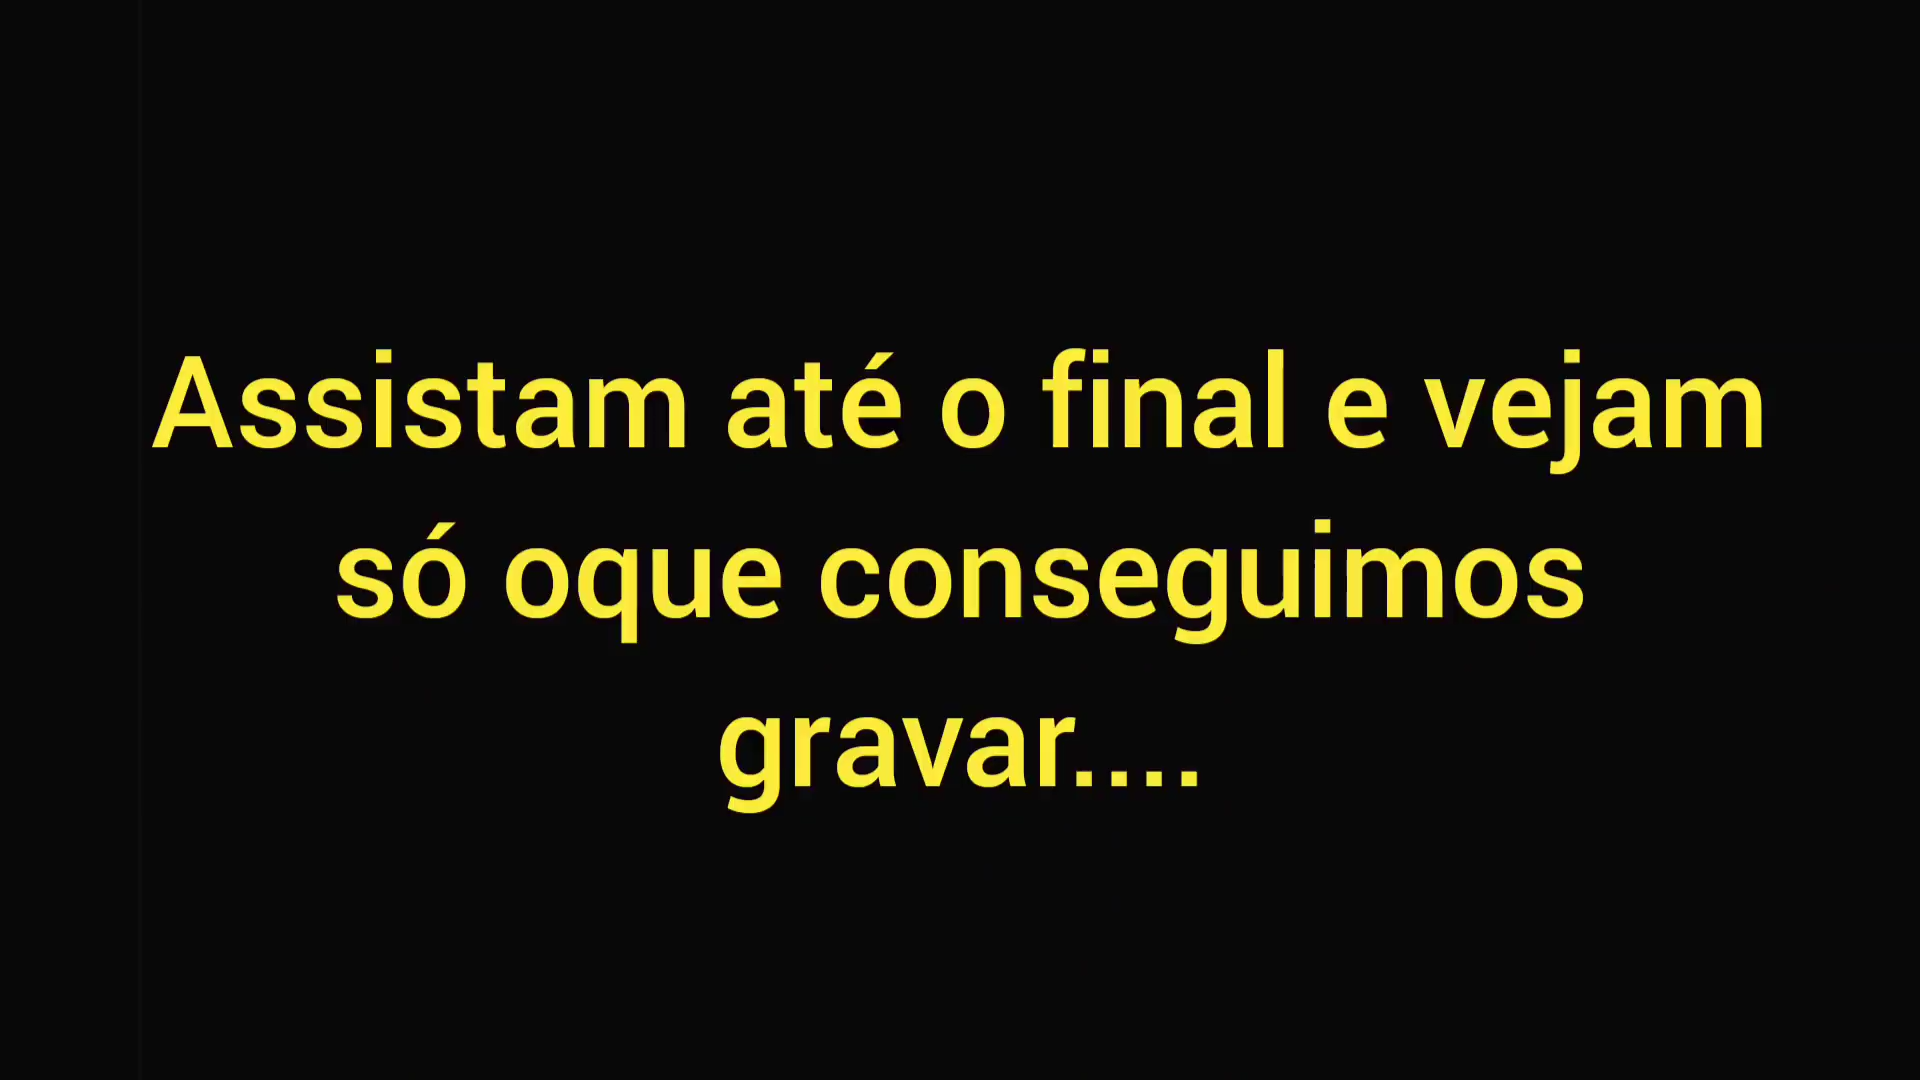 Assistam até o final e vejam
só oque conseguimos
gravar....